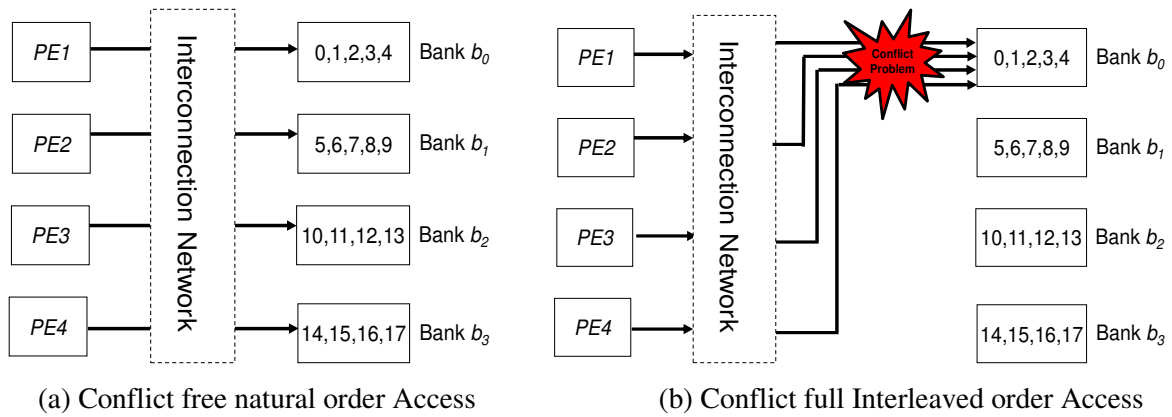 PE1
PE2
PE3
PE4
Interconnection Network
0,1,2,3,4
Bank b0
5,6,7,8,9
Bank b1
10,11,12,13
Bank b2
14,15,16,17
Bank b3
(a) Conflict free natural order Access
PE1
PE2
PE3
PE4
Interconnection Network
Conflict
Problem
0,1,2,3,4
Bank b0
5,6,7,8,9
Bank b1
10,11,12,13
Bank b2
14,15,16,17
Bank b3
(b) Conflict full Interleaved order Access